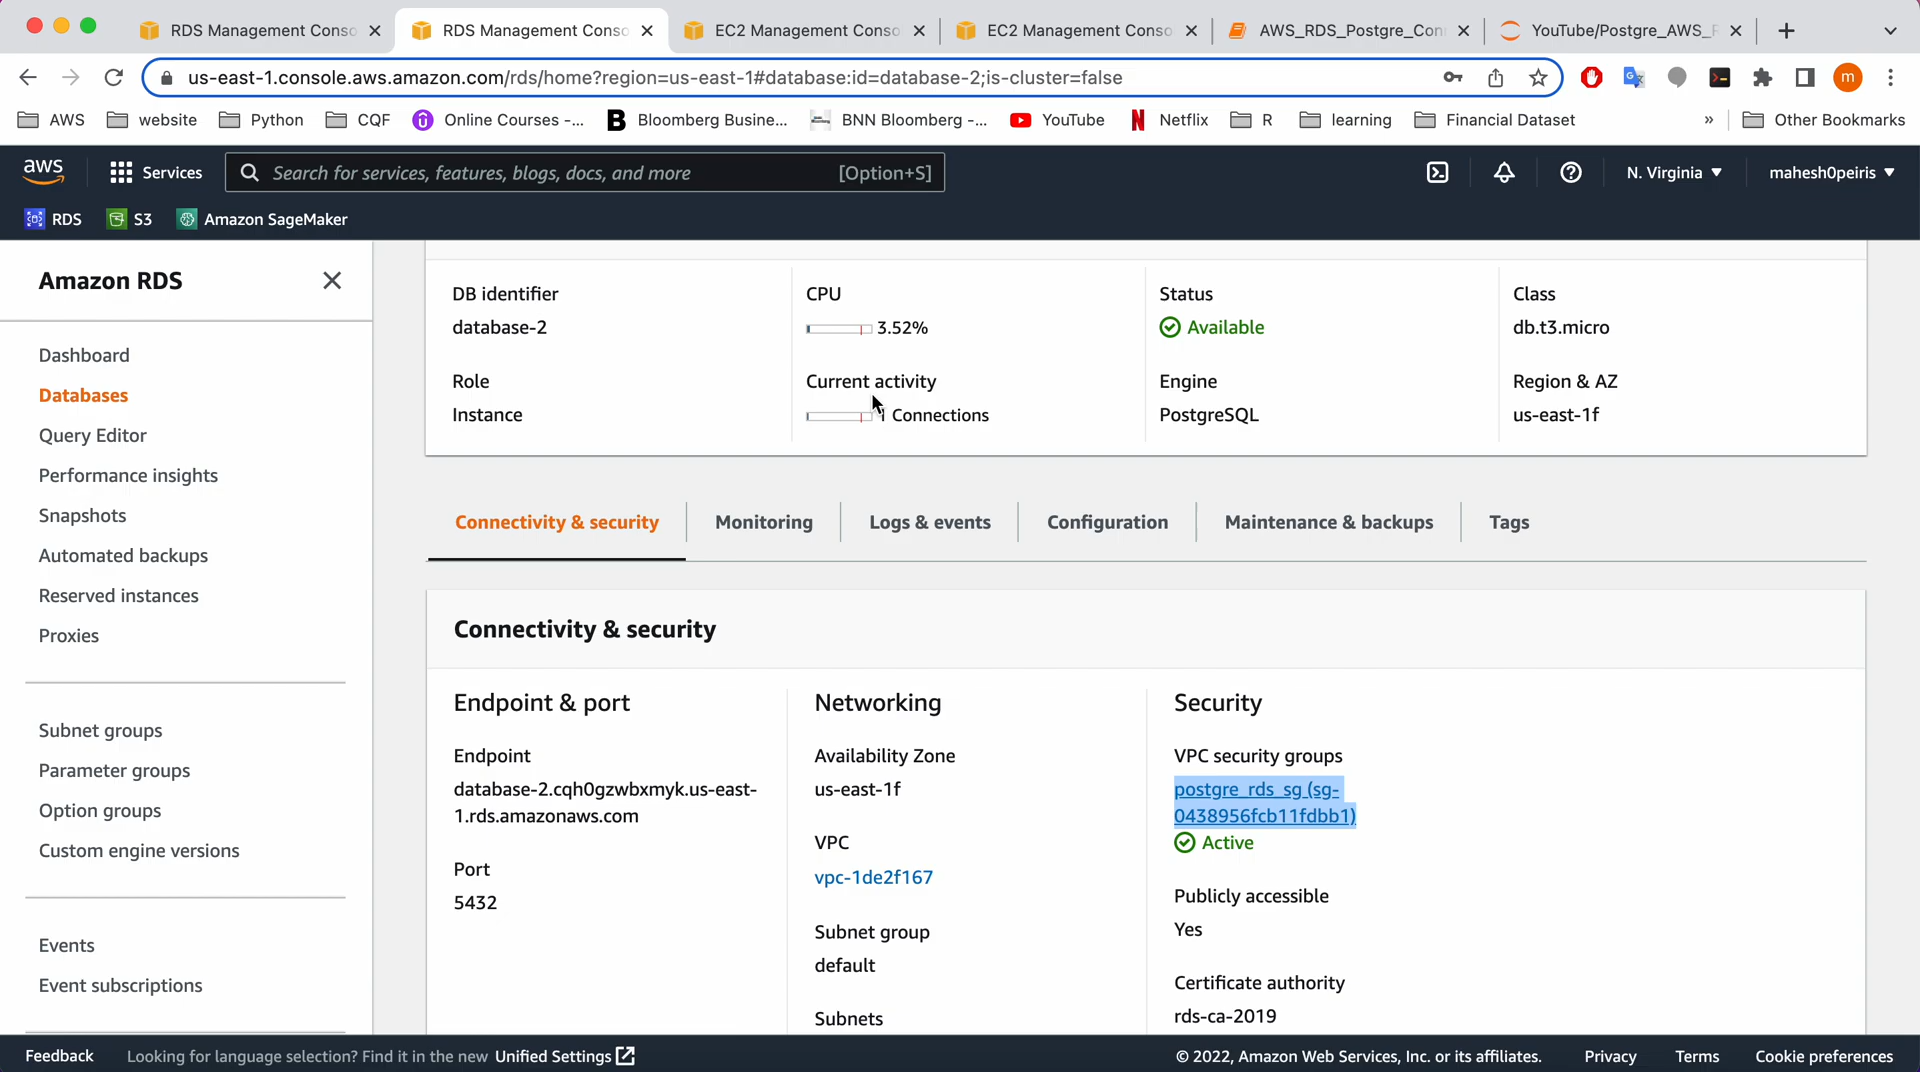 RDS Management Conso
RDS Management Conso
EC2 Management Conso
EC2 Management Conso
AWS_RDS_Postgre_Con
YouTube/Postgre_AWS_R
us-east-1.console.aws.amazon.com/rds/home?region=us-east-1#database:id=database-2;is-cluster=false
m
AWS
website
Python
CQF
Online Courses -...
Bloomberg Busine...
BNN Bloomberg -...
YouTube
Netflix
R
learning
Financial Dataset
»
Other Bookmarks
aws
Services
Search for services, features, blogs, docs, and more
[Option+S]
N. Virginia
mahesh0peiris
RDS
S3
Amazon SageMaker
Amazon RDS
Dashboard
Databases
Query Editor
Performance insights
Snapshots
Automated backups
Reserved instances
Proxies
Subnet groups
Parameter groups
Option groups
Custom engine versions
Events
Event subscriptions
DB identifier
database-2
CPU
3.52%
Status
Available
Class
db.t3.micro
Role
Instance
Current activity
1 Connections
Engine
PostgreSQL
Region & AZ
us-east-1f
Connectivity & security
Monitoring
Logs & events
Configuration
Maintenance & backups
Tags
Connectivity & security
Endpoint & port
Endpoint
database-2.cqh0gzwbxmyk.us-east-
1.rds.amazonaws.com
Port
5432
Networking
Availability Zone
us-east-1f
VPC
vpc-1de2f167
Subnet group
default
Subnets
Security
VPC security groups
postgre_rds_sg (sg-
0438956fcb11fdbb1)
Active
Publicly accessible
Yes
Certificate authority
rds-ca-2019
Feedback
Looking for language selection? Find it in the new Unified Settings
© 2022, Amazon Web Services, Inc. or its affiliates.
Privacy
Terms
Cookie preferences